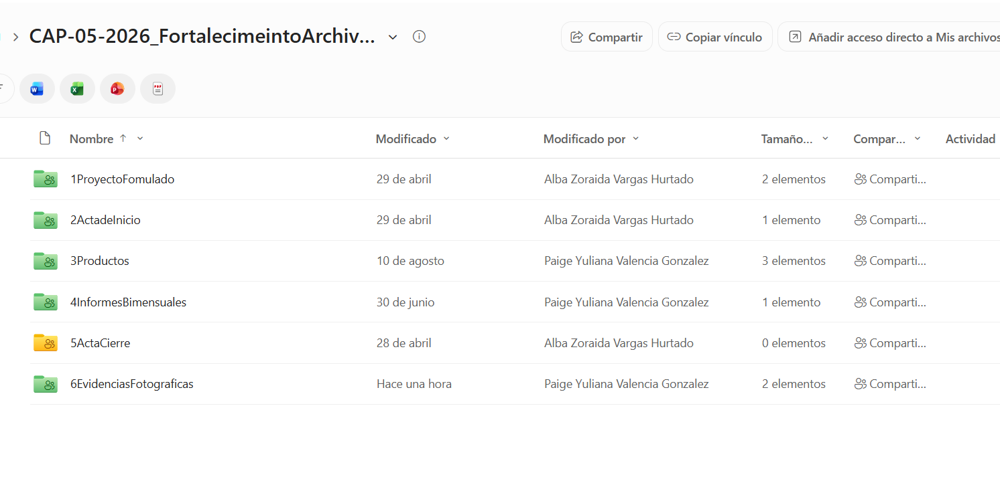 CAP-05-2026_FortalecimeintoArchiv...
Compartir
Copiar vínculo
Añadir acceso directo a Mis archivos
Nombre Modificado Modificado por Tamaño... Compar... Actividad
1ProyectoFomulado 29 de abril Alba Zoraida Vargas Hurtado 2 elementos Comparti...
2ActadeInicio 29 de abril Alba Zoraida Vargas Hurtado 1 elemento Comparti...
3Productos 10 de agosto Paige Yuliana Valencia Gonzalez 3 elementos Comparti...
4InformesBimensuales 30 de junio Paige Yuliana Valencia Gonzalez 1 elemento Comparti...
5ActaCierre 28 de abril Alba Zoraida Vargas Hurtado 0 elementos Comparti...
6EvidenciasFotograficas Hace una hora Paige Yuliana Valencia Gonzalez 2 elementos Comparti...